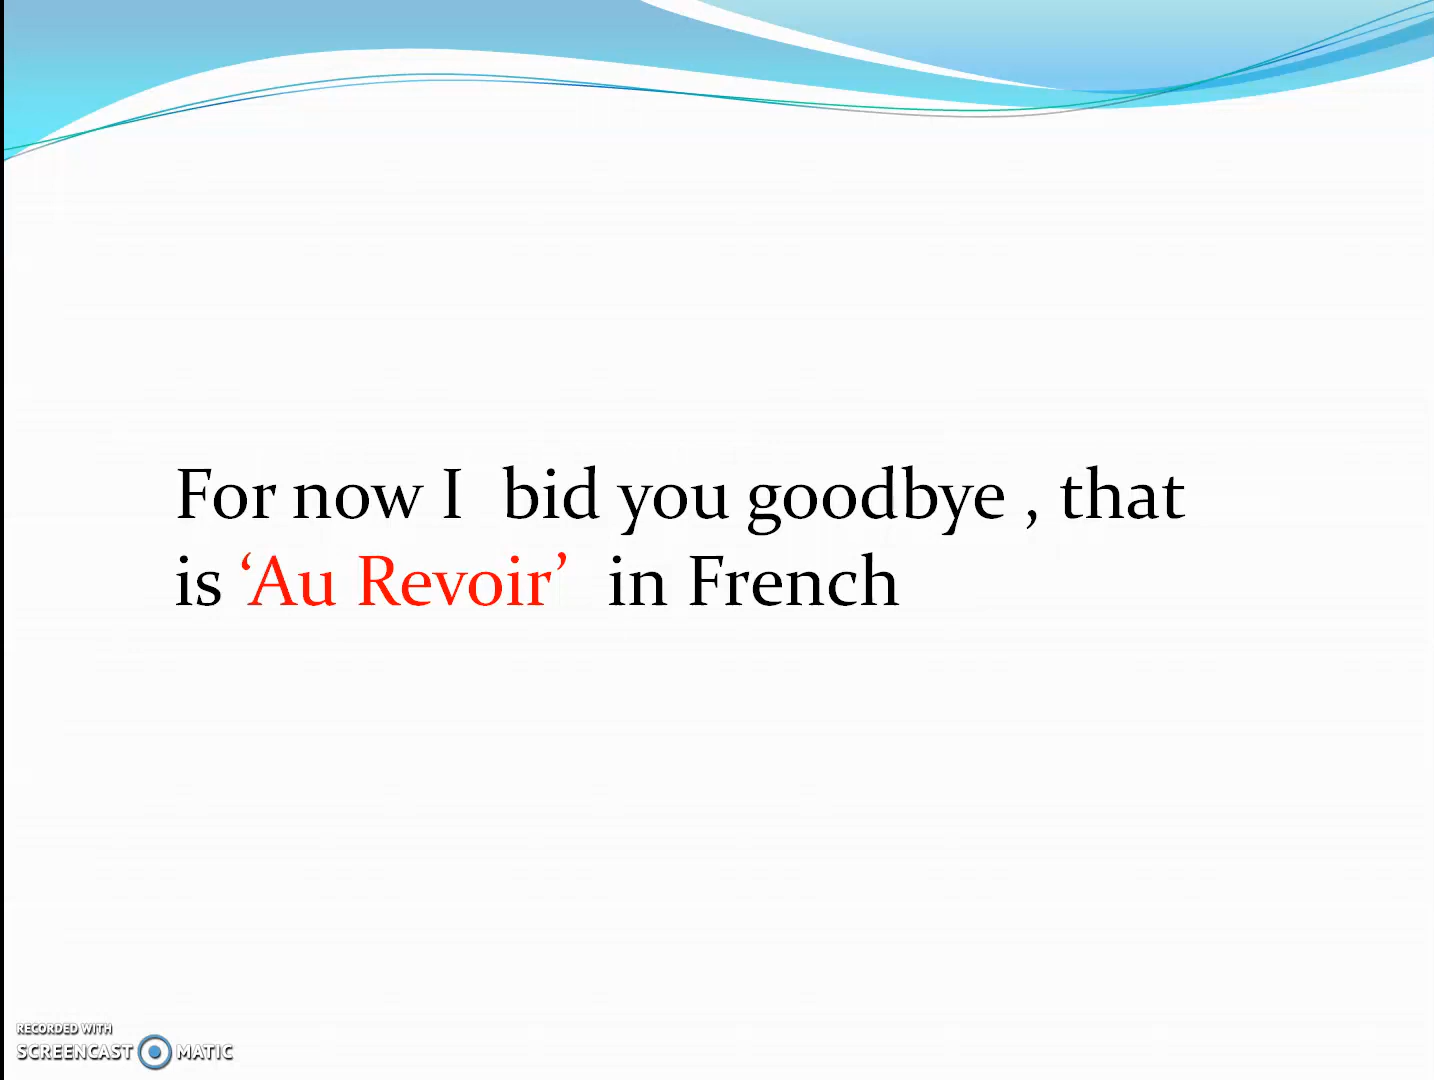 For now I bid you goodbye , that
is ‘Au Revoir’ in French
RECORDED WITH
SCREENCAST MATIC